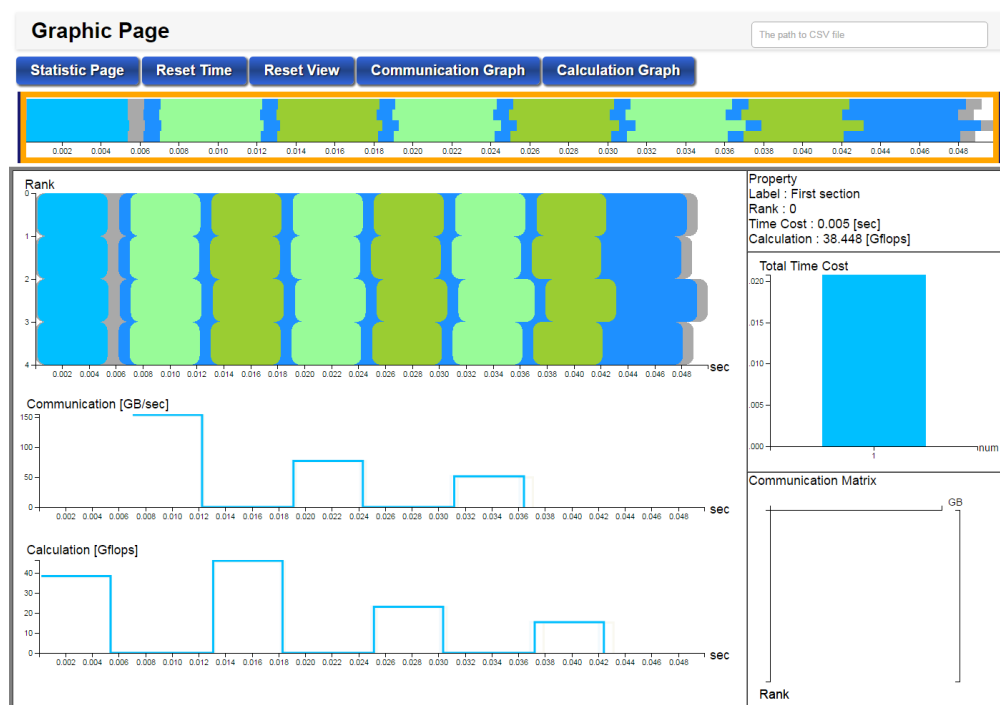 Graphic Page
The path to CSV file
Statistic Page Reset Time Reset View Communication Graph Calculation Graph
0.002 0.004 0.006 0.008 0.010 0.012 0.014 0.016 0.018 0.020 0.022 0.024 0.026 0.028 0.030 0.032 0.034 0.036 0.038 0.040 0.042 0.044 0.046 0.048
Rank
0
1
2
3
4
0.002 0.004 0.006 0.008 0.010 0.012 0.014 0.016 0.018 0.020 0.022 0.024 0.026 0.028 0.030 0.032 0.034 0.036 0.038 0.040 0.042 0.044 0.046 0.048
sec
Communication [GB/sec]
150
100
50
0
0.002 0.004 0.006 0.008 0.010 0.012 0.014 0.016 0.018 0.020 0.022 0.024 0.026 0.028 0.030 0.032 0.034 0.036 0.038 0.040 0.042 0.044 0.046 0.048
sec
Calculation [Gflops]
40
30
20
10
0
0.002 0.004 0.006 0.008 0.010 0.012 0.014 0.016 0.018 0.020 0.022 0.024 0.026 0.028 0.030 0.032 0.034 0.036 0.038 0.040 0.042 0.044 0.046 0.048
sec
Property
Label : First section
Rank : 0
Time Cost : 0.005 [sec]
Calculation : 38.448 [Gflops]
Total Time Cost
.020
.015
.010
.005
.000
1
num
Communication Matrix
GB
Rank